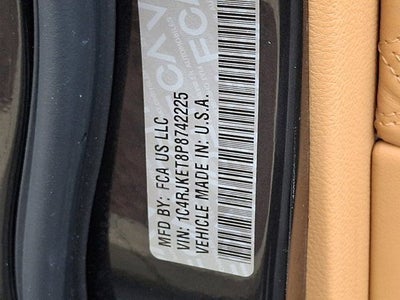 MFD BY: FCA US LLC
VIN: 1C4RJKET8P8742225
VEHICLE MADE IN: U.S.A.